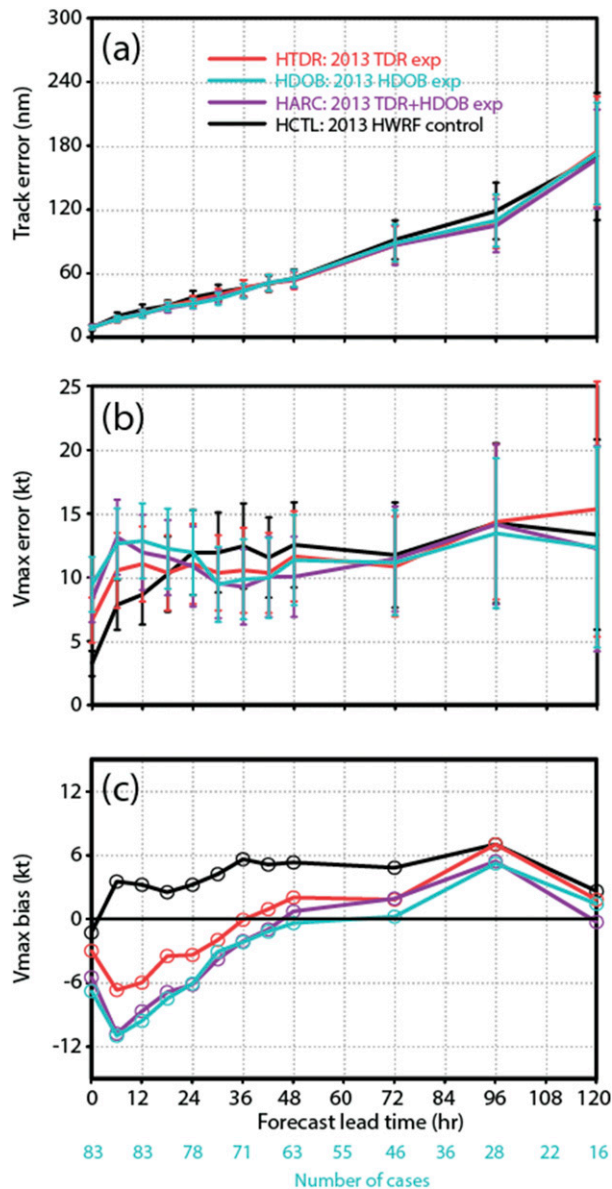 300
(a)
HTDR: 2013 TDR exp
HDOB: 2013 HDOB exp
HARC: 2013 TDR+HDOB exp
HCTL: 2013 HWRF control
240
180
120
60
0
Track errror (nm)
25
(b)
20
15
10
5
0
Vmax error (kt)
12
(c)
6
0
-6
-12
Vmax bias (kt)
0 12 24 36 48 60 72 84 96 108 120
Forecast lead time (hr)
83 83 78 71 63 55 46 36 28 22 16
Number of cases